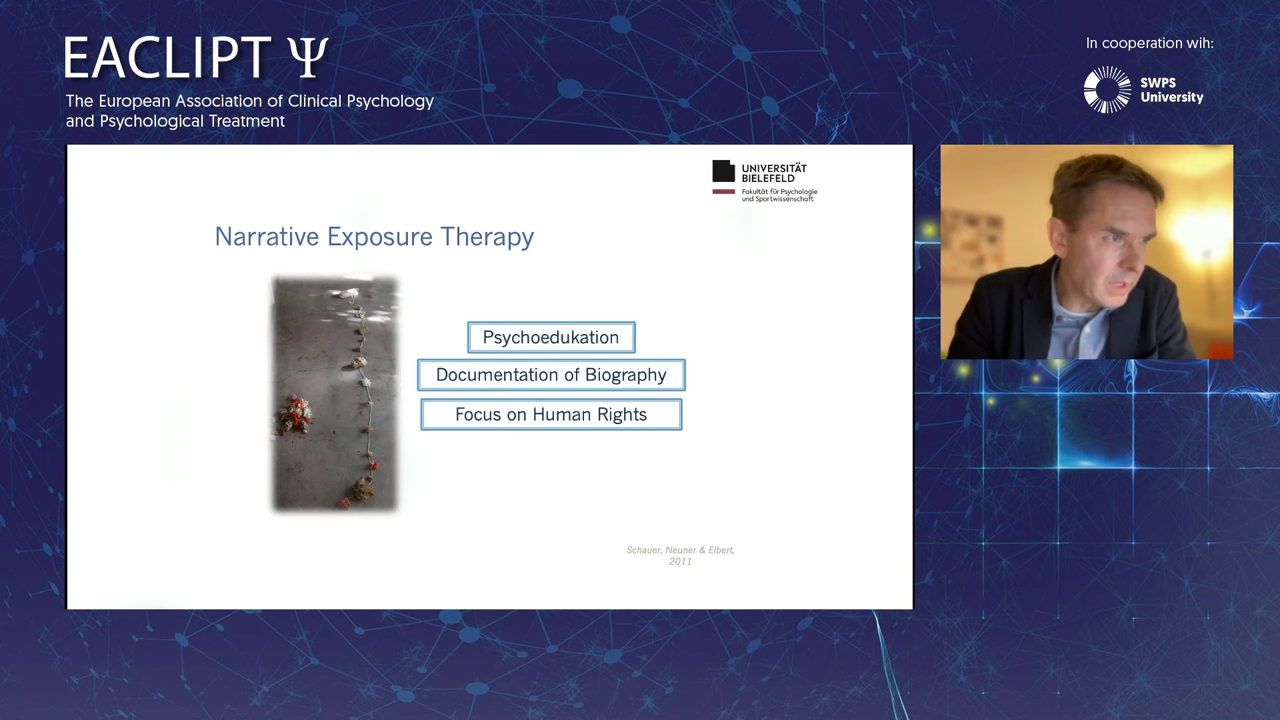 EACLIPT Ψ
The European Association of Clinical Psychology
and Psychological Treatment
In cooperation wih:
SWPS
University
UNIVERSITÄT
BIELEFELD
Fakultät für Psychologie
und Sportwissenschaft
Narrative Exposure Therapy
Psychoedukation
Documentation of Biography
Focus on Human Rights
Schauer, Neuner & Elbert,
2011